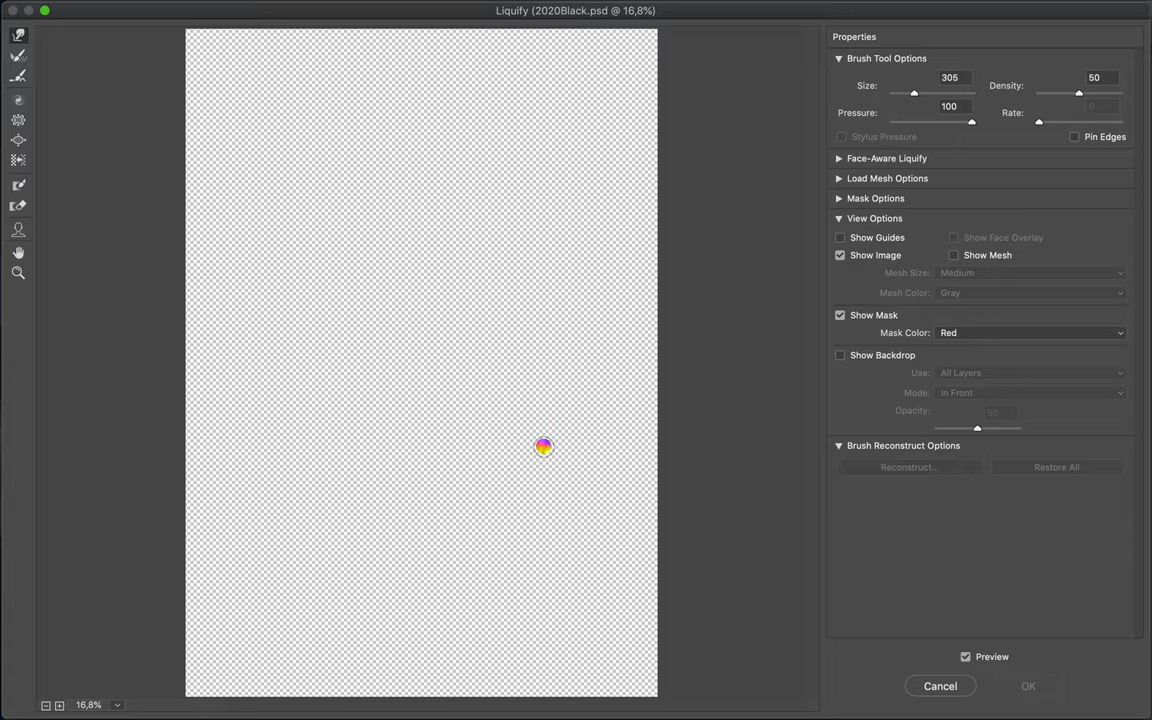 Liquify (2020Black.psd @ 16,8%)
Properties
Brush Tool Options
Size: 305 Density: 50
Pressure: 100 Rate: 0
Stylus Pressure Pin Edges
Face-Aware Liquify
Load Mesh Options
Mask Options
View Options
Show Guides Show Face Overlay
Show Image Show Mesh
Mesh Size: Medium
Mesh Color: Gray
Show Mask
Mask Color: Red
Show Backdrop
Use: All Layers
Mode: In Front
Opacity: 50
Brush Reconstruct Options
Reconstruct... Restore All
Preview
Cancel OK
16,8%